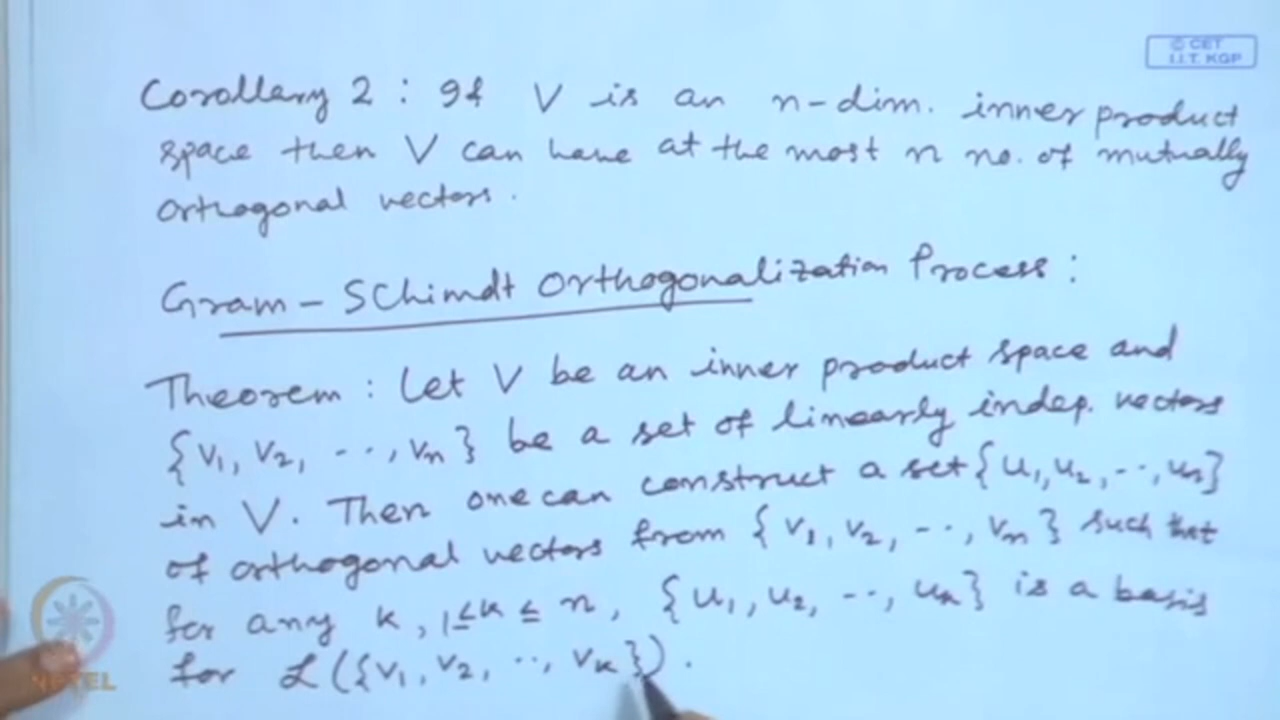 © CET
I.I.T. KGP
Corollary 2 : If V is an n-dim. inner product
space then V can have at the most n no. of mutually
orthogonal vectors.
Gram - SChimdt Orthogonalization Process :
Theorem : Let V be an inner product space and
{v₁, v₂, --·, vₙ} be a set of linearly indep. vectors
in V. Then one can construct a set {u₁, u₂, --·, uₙ}
of orthogonal vectors from {v₁, v₂, --·, vₙ} such that
for any k, 1≤k≤n, {u₁, u₂, --·, uₖ} is a basis
for ℒ({v₁, v₂, ··, vₖ}).
NPTEL